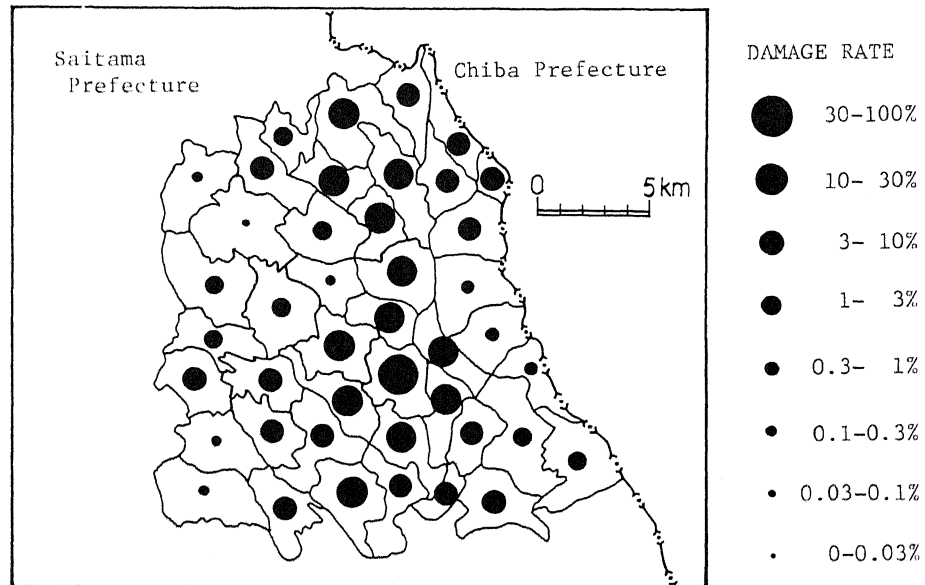 Saitama
Prefecture
Chiba Prefecture
0 5km
DAMAGE RATE
30-100%
10- 30%
3- 10%
1- 3%
0.3- 1%
0.1-0.3%
0.03-0.1%
0-0.03%